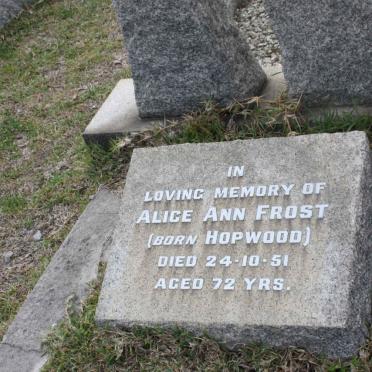 IN
LOVING MEMORY OF
ALICE ANN FROST
(BORN HOPWOOD)
DIED 24-10-51
AGED 72 YRS.